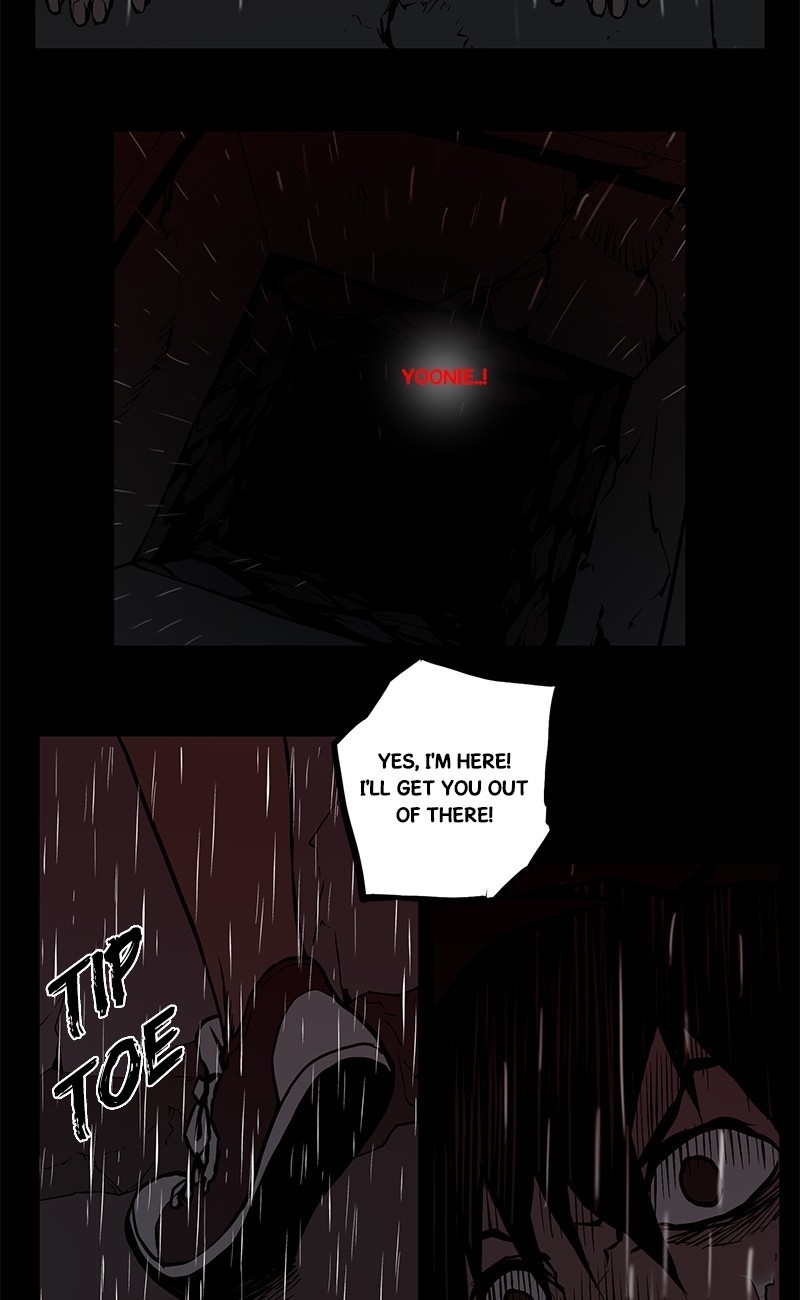 YOONIE..!
YES, I'M HERE!
I'LL GET YOU OUT
OF THERE!
TIP
TOE